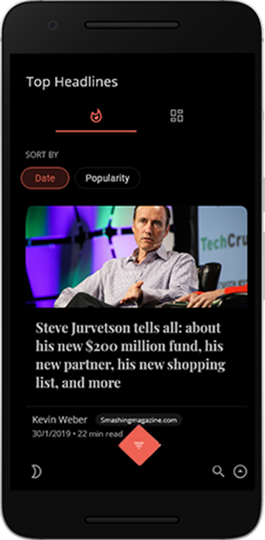 Top Headlines
SORT BY
Date Popularity
TechCru
Steve Jurvetson tells all: about
his new $200 million fund, his
new partner, his new shopping
list, and more
Kevin Weber Smashingmagazine.com
30/1/2019 • 22 min read